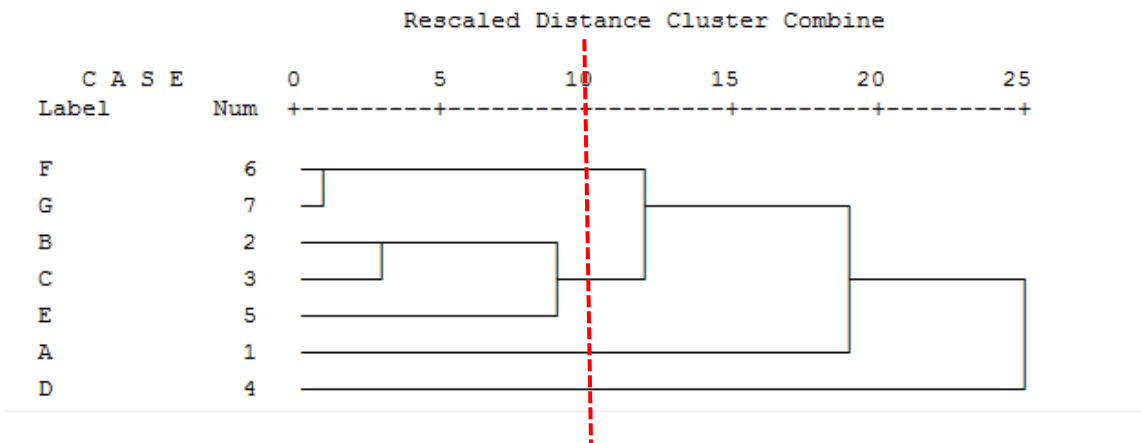 Rescaled Distance Cluster Combine
C A S E 0 5 10 15 20 25
Label Num +---------+---------+---------+---------+---------+
F 6
G 7
B 2
C 3
E 5
A 1
D 4